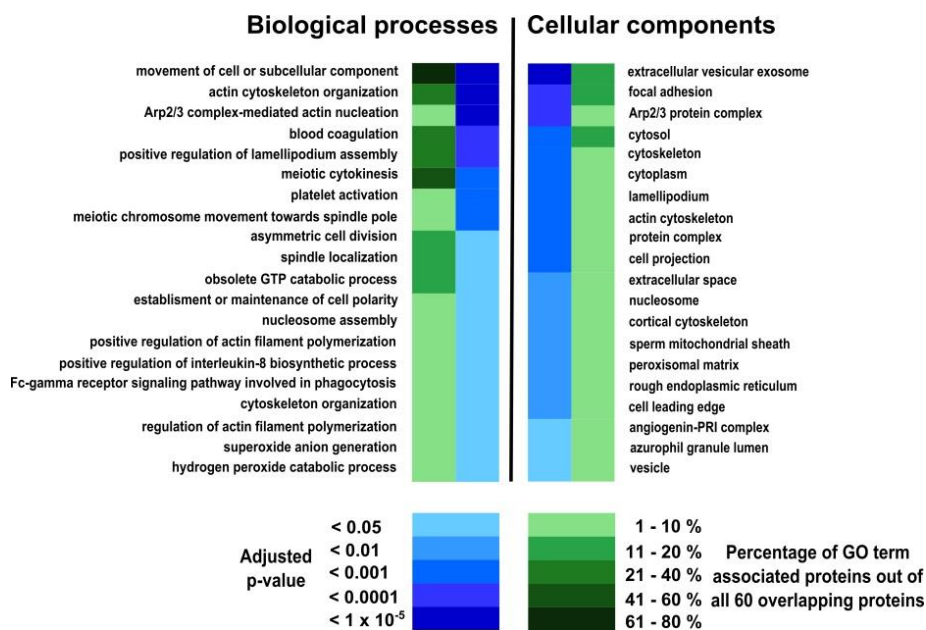 Biological processes
Cellular components
movement of cell or subcellular component
actin cytoskeleton organization
Arp2/3 complex-mediated actin nucleation
blood coagulation
positive regulation of lamellipodium assembly
meiotic cytokinesis
platelet activation
meiotic chromosome movement towards spindle pole
asymmetric cell division
spindle localization
obsolete GTP catabolic process
establisment or maintenance of cell polarity
nucleosome assembly
positive regulation of actin filament polymerization
positive regulation of interleukin-8 biosynthetic process
Fc-gamma receptor signaling pathway involved in phagocytosis
cytoskeleton organization
regulation of actin filament polymerization
superoxide anion generation
hydrogen peroxide catabolic process
extracellular vesicular exosome
focal adhesion
Arp2/3 protein complex
cytosol
cytoskeleton
cytoplasm
lamellipodium
actin cytoskeleton
protein complex
cell projection
extracellular space
nucleosome
cortical cytoskeleton
sperm mitochondrial sheath
peroxisomal matrix
rough endoplasmic reticulum
cell leading edge
angiogenin-PRI complex
azurophil granule lumen
vesicle
Adjusted
p-value
< 0.05
< 0.01
< 0.001
< 0.0001
< 1 x 10⁻⁵
1 - 10 %
11 - 20 %
21 - 40 %
41 - 60 %
61 - 80 %
Percentage of GO term
associated proteins out of
all 60 overlapping proteins